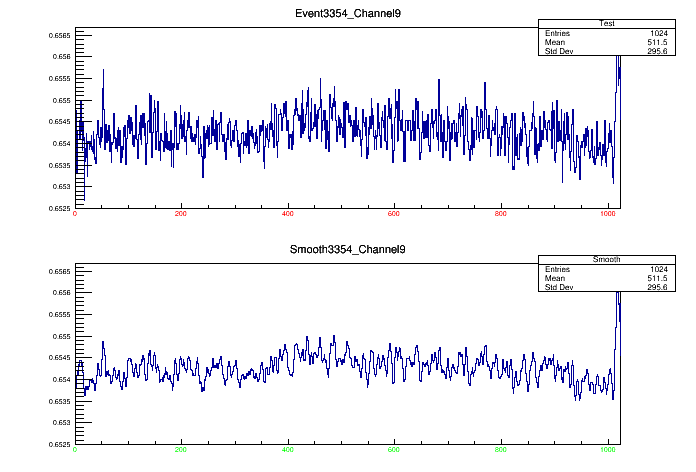 Event3354_Channel9
Test
Entries 1024
Mean 511.5
Std Dev 295.6
0.6565
0.656
0.6555
0.655
0.6545
0.654
0.6535
0.653
0.6525
0 200 400 600 800 1000
Smooth3354_Channel9
Smooth
Entries 1024
Mean 511.5
Std Dev 295.6
0.6565
0.656
0.6555
0.655
0.6545
0.654
0.6535
0.653
0.6525
0 200 400 600 800 1000